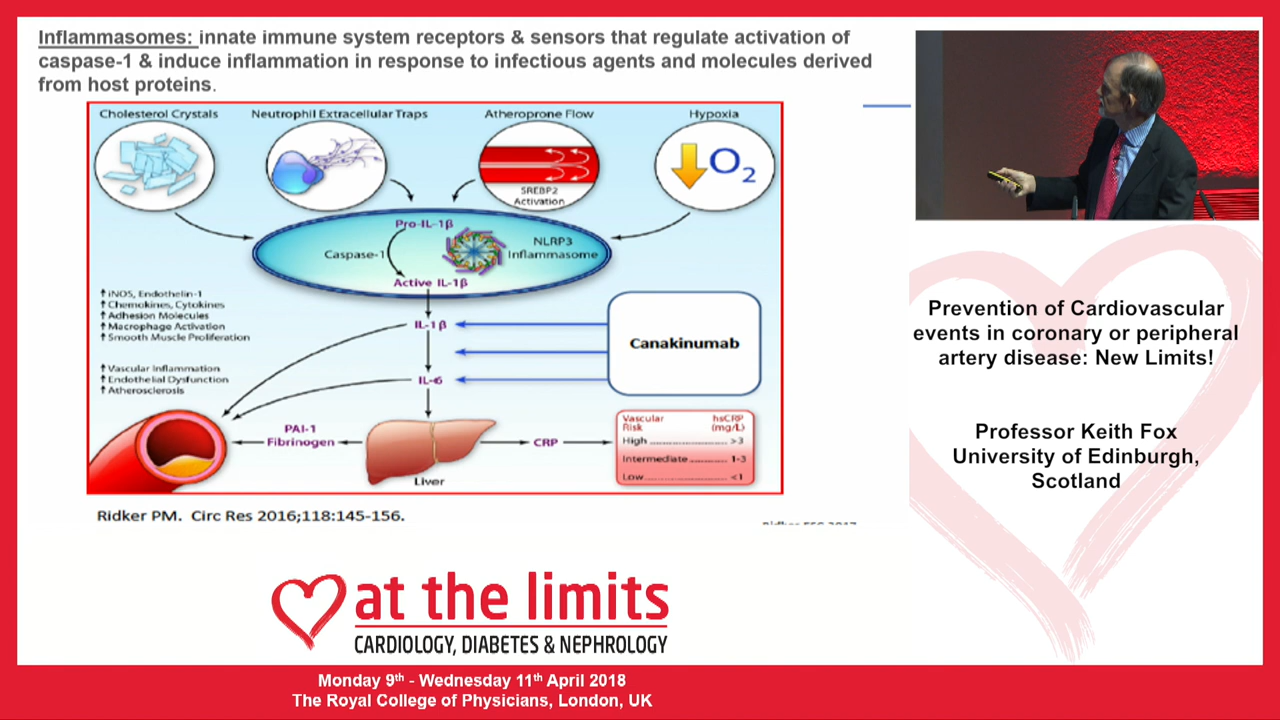 Inflammasomes: innate immune system receptors & sensors that regulate activation of
caspase-1 & induce inflammation in response to infectious agents and molecules derived
from host proteins.
Cholesterol Crystals
Neutrophil Extracellular Traps
Atheroprone Flow
Hypoxia
O2
SREBP2
Activation
Pro-IL-1β
Caspase-1
NLRP3
Inflammasome
Active IL-1β
↑ iNOS, Endothelin-1
↑ Chemokines, Cytokines
↑ Adhesion Molecules
↑ Macrophage Activation
↑ Smooth Muscle Proliferation
IL-1β
Canakinumab
↑ Vascular Inflammation
↑ Endothelial Dysfunction
↑ Atherosclerosis
IL-6
PAI-1
Fibrinogen
Liver
CRP
Vascular Risk
hsCRP (mg/L)
High ........ >3
Intermediate ........ 1-3
Low ........ <1
Ridker PM. Circ Res 2016;118:145-156.
Prevention of Cardiovascular
events in coronary or peripheral
artery disease: New Limits!
Professor Keith Fox
University of Edinburgh,
Scotland
at the limits
CARDIOLOGY, DIABETES & NEPHROLOGY
Monday 9th - Wednesday 11th April 2018
The Royal College of Physicians, London, UK